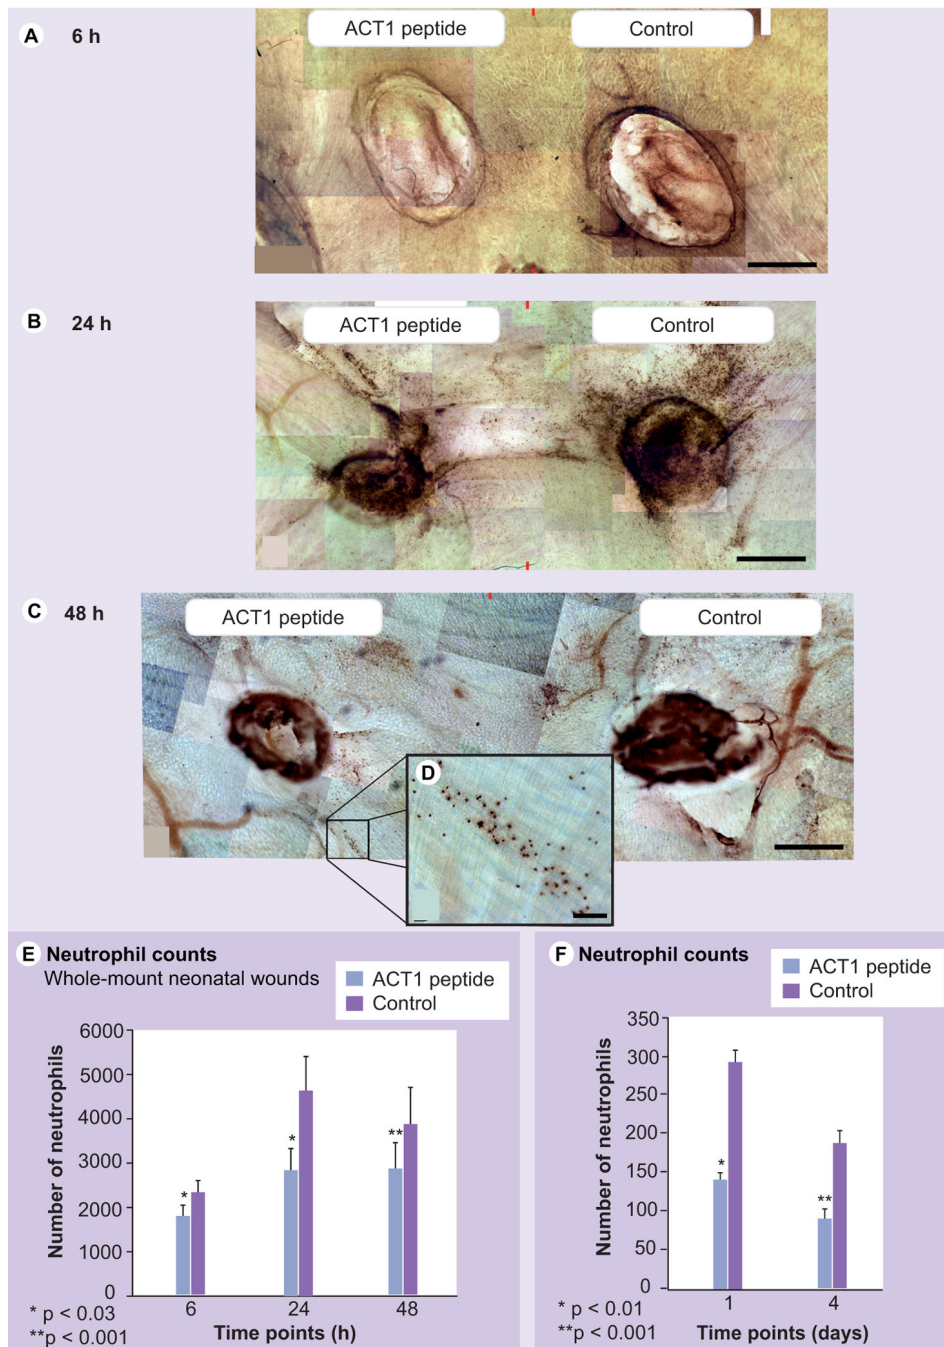 A 6 h
ACT1 peptide
Control
B 24 h
ACT1 peptide
Control
C 48 h
ACT1 peptide
Control
D
E Neutrophil counts
Whole-mount neonatal wounds
ACT1 peptide
Control
Number of neutrophils
6000
5000
4000
3000
2000
1000
0
*
*
**
6 24 48
Time points (h)
* p < 0.03
**p < 0.001
F Neutrophil counts
ACT1 peptide
Control
Number of neutrophils
350
300
250
200
150
100
50
0
*
**
1 4
Time points (days)
* p < 0.01
**p < 0.001